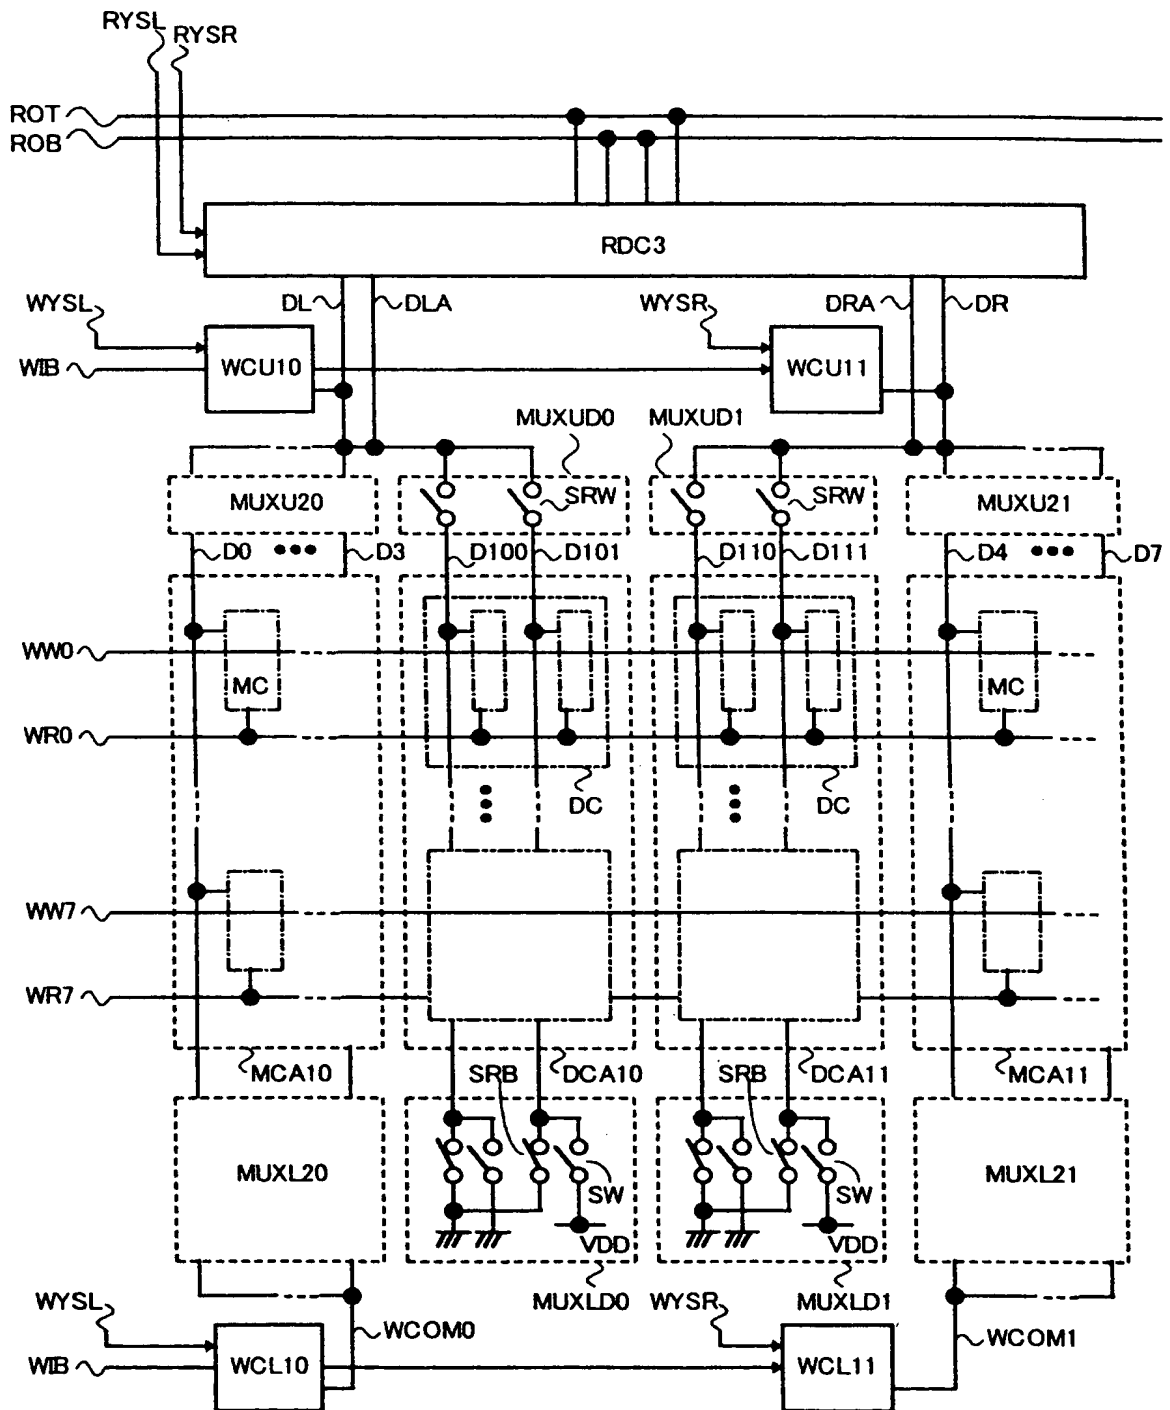 RYSL
RYSR
ROT
ROB
RDC3
WYSL
DL
DLA
WYSR
DRA
DR
WIB
WCU10
WCU11
MUXUD0
MUXUD1
MUXU20
SRW
SRW
MUXU21
D0
D3
D100
D101
D110
D111
D4
D7
WW0
MC
MC
WR0
DC
DC
WW7
WR7
MCA10
SRB
DCA10
SRB
DCA11
MCA11
MUXL20
SW
SW
MUXL21
VDD
VDD
MUXLD0
MUXLD1
WYSL
WCOM0
WYSR
WCOM1
WIB
WCL10
WCL11